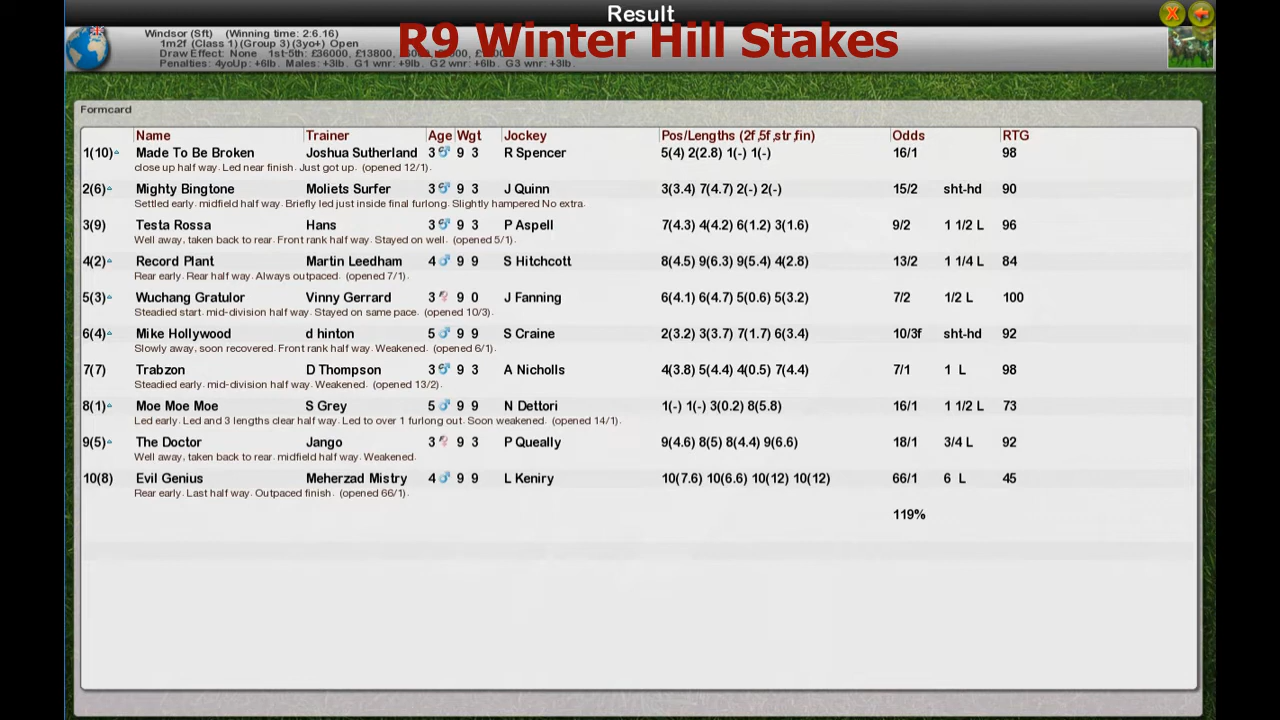 Result
R9 Winter Hill Stakes
Windsor (Sft) (Winning time: 2:6.16)
1m2f (Class 1) (Group 3) (3yo+) Open
Draw Effect: None 1st-5th: £36000, £13800,
Penalties: 4yoUp: +6lb. Males: +3lb. G1 wnr: +9lb. G2 wnr: +6lb. G3 wnr: +3lb.
Formcard
Name Trainer Age Wgt Jockey Pos/Lengths (2f,5f,str,fin) Odds RTG
1(10) Made To Be Broken Joshua Sutherland 3 9 3 R Spencer 5(4) 2(2.8) 1(-) 1(-) 16/1 98
close up half way. Led near finish. Just got up. (opened 12/1).
2(6) Mighty Bingtone Moliets Surfer 3 9 3 J Quinn 3(3.4) 7(4.7) 2(-) 2(-) 15/2 sht-hd 90
Settled early. midfield half way. Briefly led just inside final furlong. Slightly hampered No extra.
3(9) Testa Rossa Hans 3 9 3 P Aspell 7(4.3) 4(4.2) 6(1.2) 3(1.6) 9/2 1 1/2 L 96
Well away, taken back to rear. Front rank half way. Stayed on well. (opened 5/1).
4(2) Record Plant Martin Leedham 4 9 9 S Hitchcott 8(4.5) 9(6.3) 9(5.4) 4(2.8) 13/2 1 1/4 L 84
Rear early. Rear half way. Always outpaced. (opened 7/1).
5(3) Wuchang Gratulor Vinny Gerrard 3 9 0 J Fanning 6(4.1) 6(4.7) 5(0.6) 5(3.2) 7/2 1/2 L 100
Steadied start. mid-division half way. Stayed on same pace. (opened 10/3).
6(4) Mike Hollywood d hinton 5 9 9 S Craine 2(3.2) 3(3.7) 7(1.7) 6(3.4) 10/3f sht-hd 92
Slowly away, soon recovered. Front rank half way. Weakened. (opened 6/1).
7(7) Trabzon D Thompson 3 9 3 A Nicholls 4(3.8) 5(4.4) 4(0.5) 7(4.4) 7/1 1 L 98
Steadied early. mid-division half way. Weakened. (opened 13/2).
8(1) Moe Moe Moe S Grey 5 9 9 N Dettori 1(-) 1(-) 3(0.2) 8(5.8) 16/1 1 1/2 L 73
Led early. Led and 3 lengths clear half way. Led to over 1 furlong out. Soon weakened. (opened 14/1).
9(5) The Doctor Jango 3 9 3 P Queally 9(4.6) 8(5) 8(4.4) 9(6.6) 18/1 3/4 L 92
Well away, taken back to rear. midfield half way. Weakened.
10(8) Evil Genius Meherzad Mistry 4 9 9 L Keniry 10(7.6) 10(6.6) 10(12) 10(12) 66/1 6 L 45
Rear early. Last half way. Outpaced finish. (opened 66/1).
119%